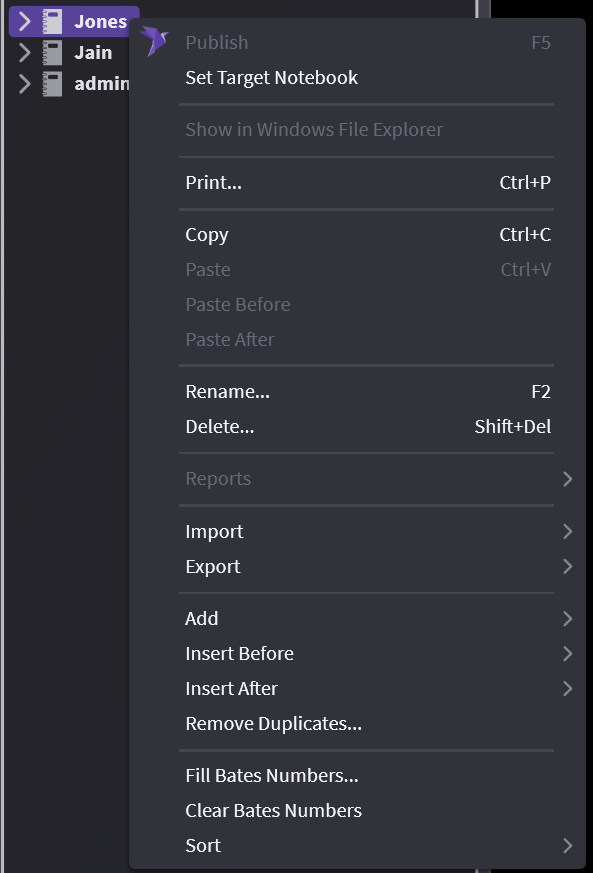 Jones
Jain
admin
Publish F5
Set Target Notebook
Show in Windows File Explorer
Print... Ctrl+P
Copy Ctrl+C
Paste Ctrl+V
Paste Before
Paste After
Rename... F2
Delete... Shift+Del
Reports
Import
Export
Add
Insert Before
Insert After
Remove Duplicates...
Fill Bates Numbers...
Clear Bates Numbers
Sort